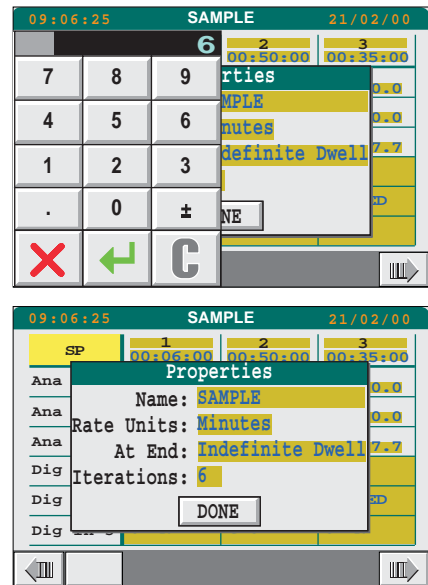 09:06:25 SAMPLE 21/02/00
6 2 3
00:50:00 00:35:00
7 8 9 rties 0.0
MPLE
4 5 6 nutes 0.0
definite Dwell 7.7
1 2 3
. 0 ± NE ED
C
09:06:25 SAMPLE 21/02/00
SP 1 2 3
00:06:00 00:50:00 00:35:00
Properties
Ana Name: SAMPLE 0.0
Ana Rate Units: Minutes 0.0
Ana At End: Indefinite Dwell 7.7
Dig Iterations: 6
Dig DONE ED
Dig